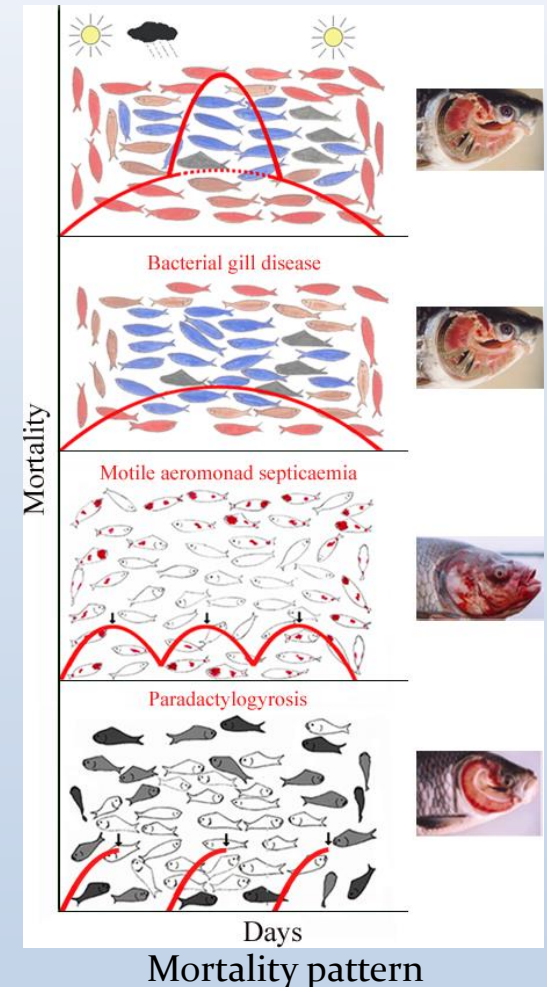 Bacterial gill disease
Motile aeromonad septicaemia
Paradactylogyrosis
Mortality
Days
Mortality pattern